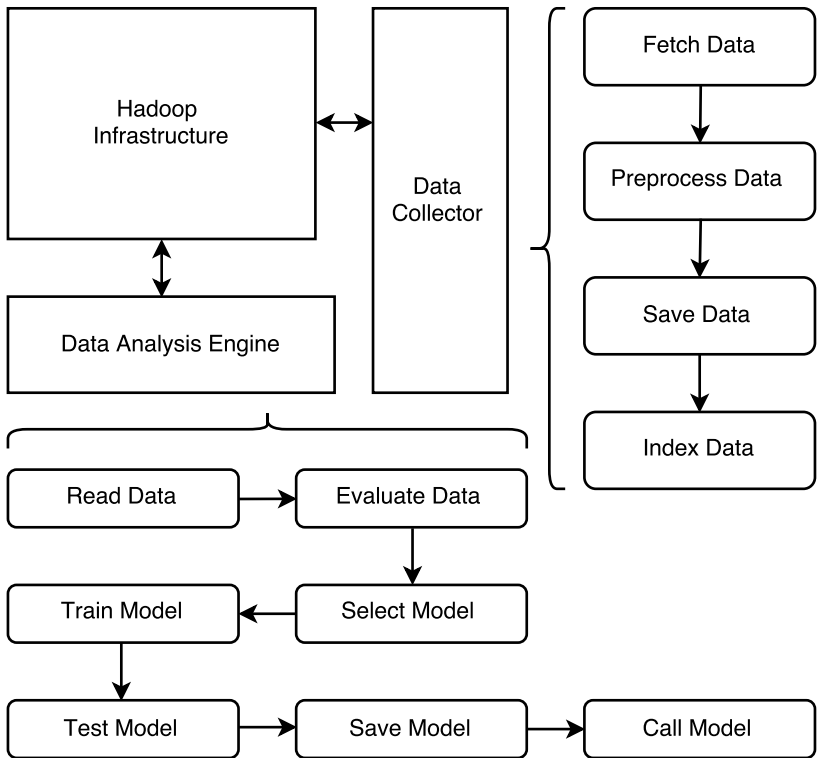 Hadoop
Infrastructure
Data
Collector
Data Analysis Engine
Fetch Data
Preprocess Data
Save Data
Index Data
Read Data
Evaluate Data
Select Model
Train Model
Test Model
Save Model
Call Model